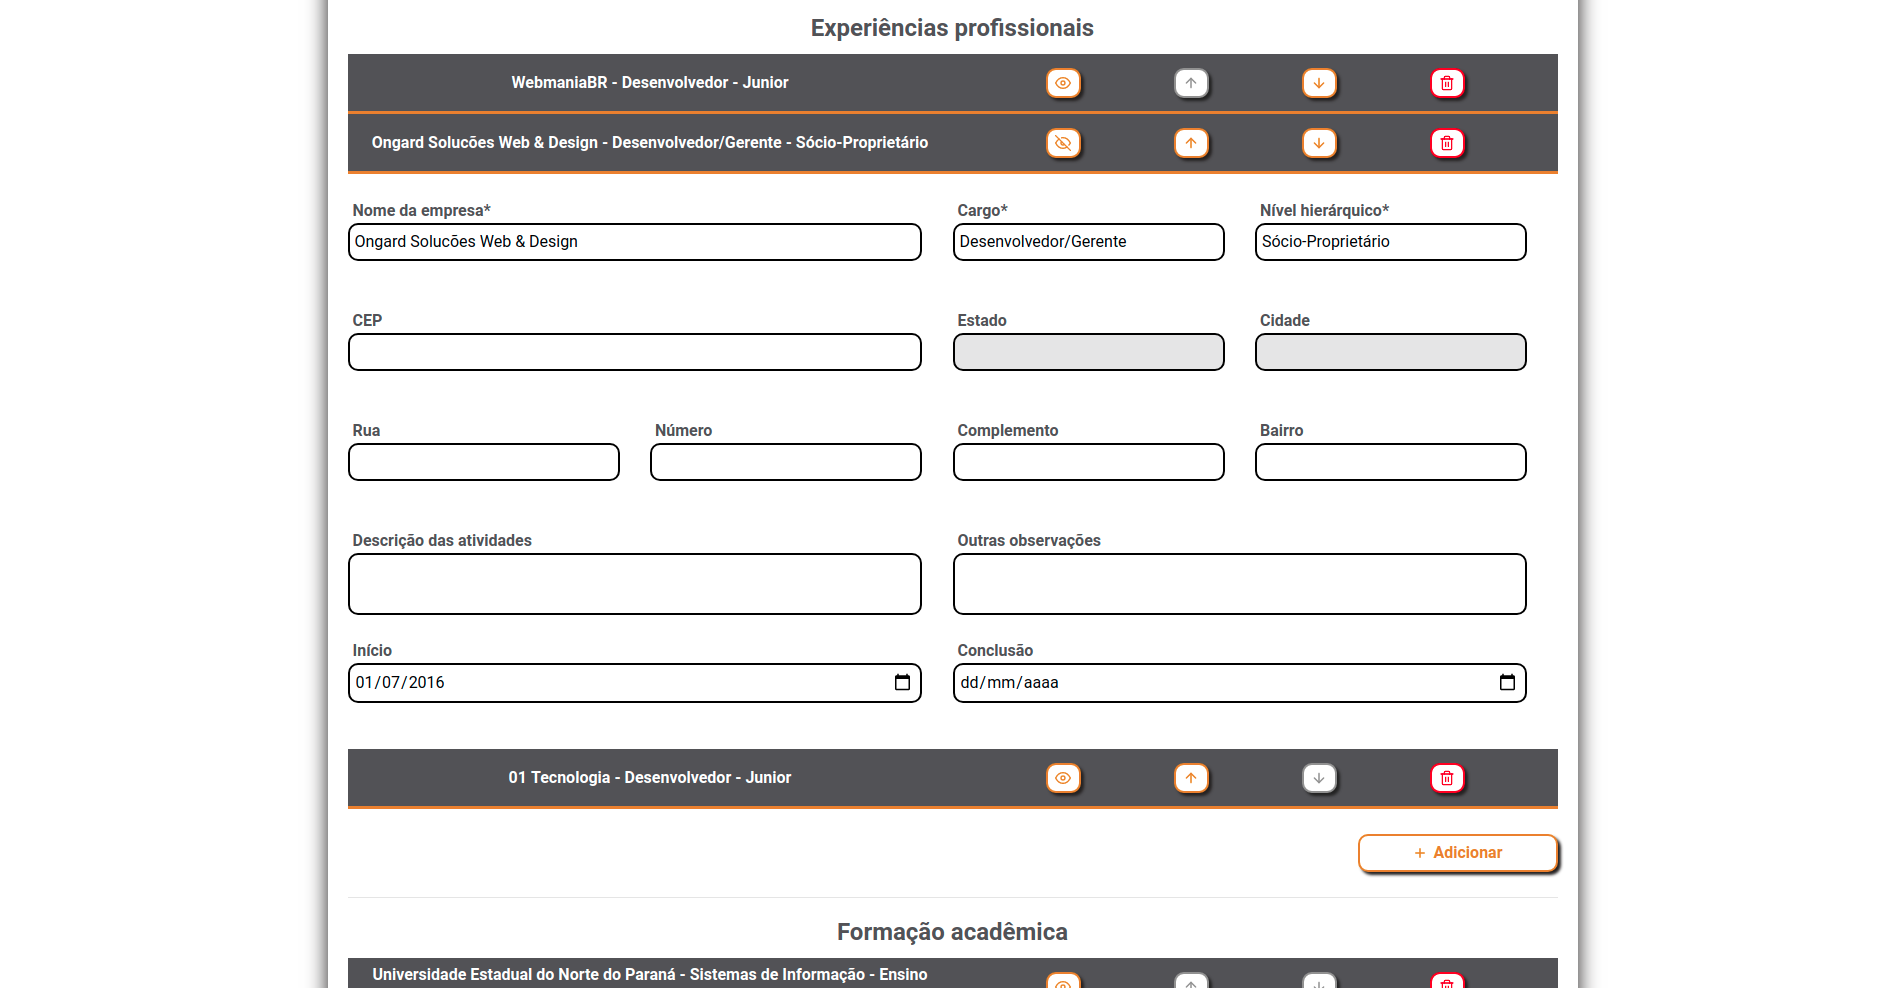 Experiências profissionais
WebmaniaBR - Desenvolvedor - Junior
Ongard Solucões Web & Design - Desenvolvedor/Gerente - Sócio-Proprietário
Nome da empresa* Cargo* Nível hierárquico*
Ongard Solucões Web & Design Desenvolvedor/Gerente Sócio-Proprietário
CEP Estado Cidade
Rua Número Complemento Bairro
Descrição das atividades Outras observações
Início Conclusão
01/07/2016 dd/mm/aaaa
01 Tecnologia - Desenvolvedor - Junior
+ Adicionar
Formação acadêmica
Universidade Estadual do Norte do Paraná - Sistemas de Informação - Ensino